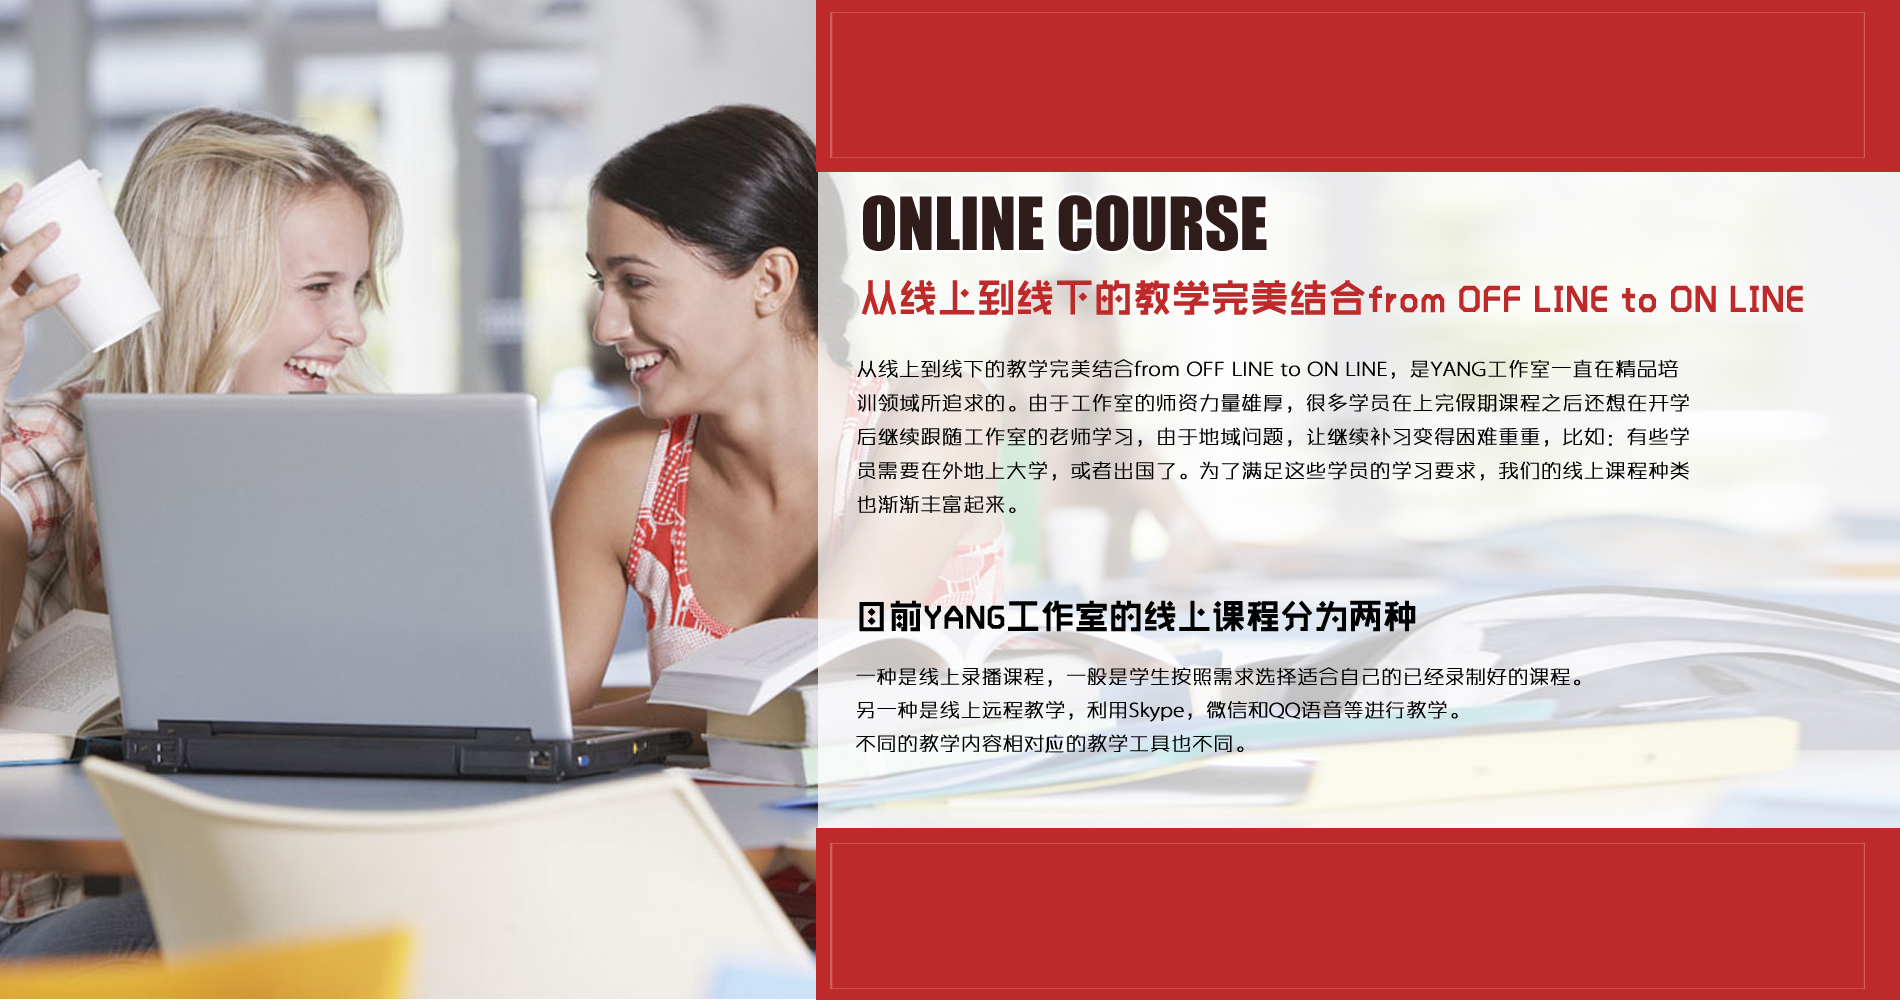 ONLINE COURSE
从线上到线下的教学完美结合from OFF LINE to ON LINE
从线上到线下的教学完美结合from OFF LINE to ON LINE，是YANG工作室一直在精品培
训领域所追求的。由于工作室的师资力量雄厚，很多学员在上完假期课程之后还想在开学
后继续跟随工作室的老师学习，由于地域问题，让继续补习变得困难重重，比如：有些学
员需要在外地上大学，或者出国了。为了满足这些学员的学习要求，我们的线上课程种类
也渐渐丰富起来。
目前YANG工作室的线上课程分为两种
一种是线上录播课程，一般是学生按照需求选择适合自己的已经录制好的课程。
另一种是线上远程教学，利用Skype，微信和QQ语音等进行教学。
不同的教学内容相对应的教学工具也不同。